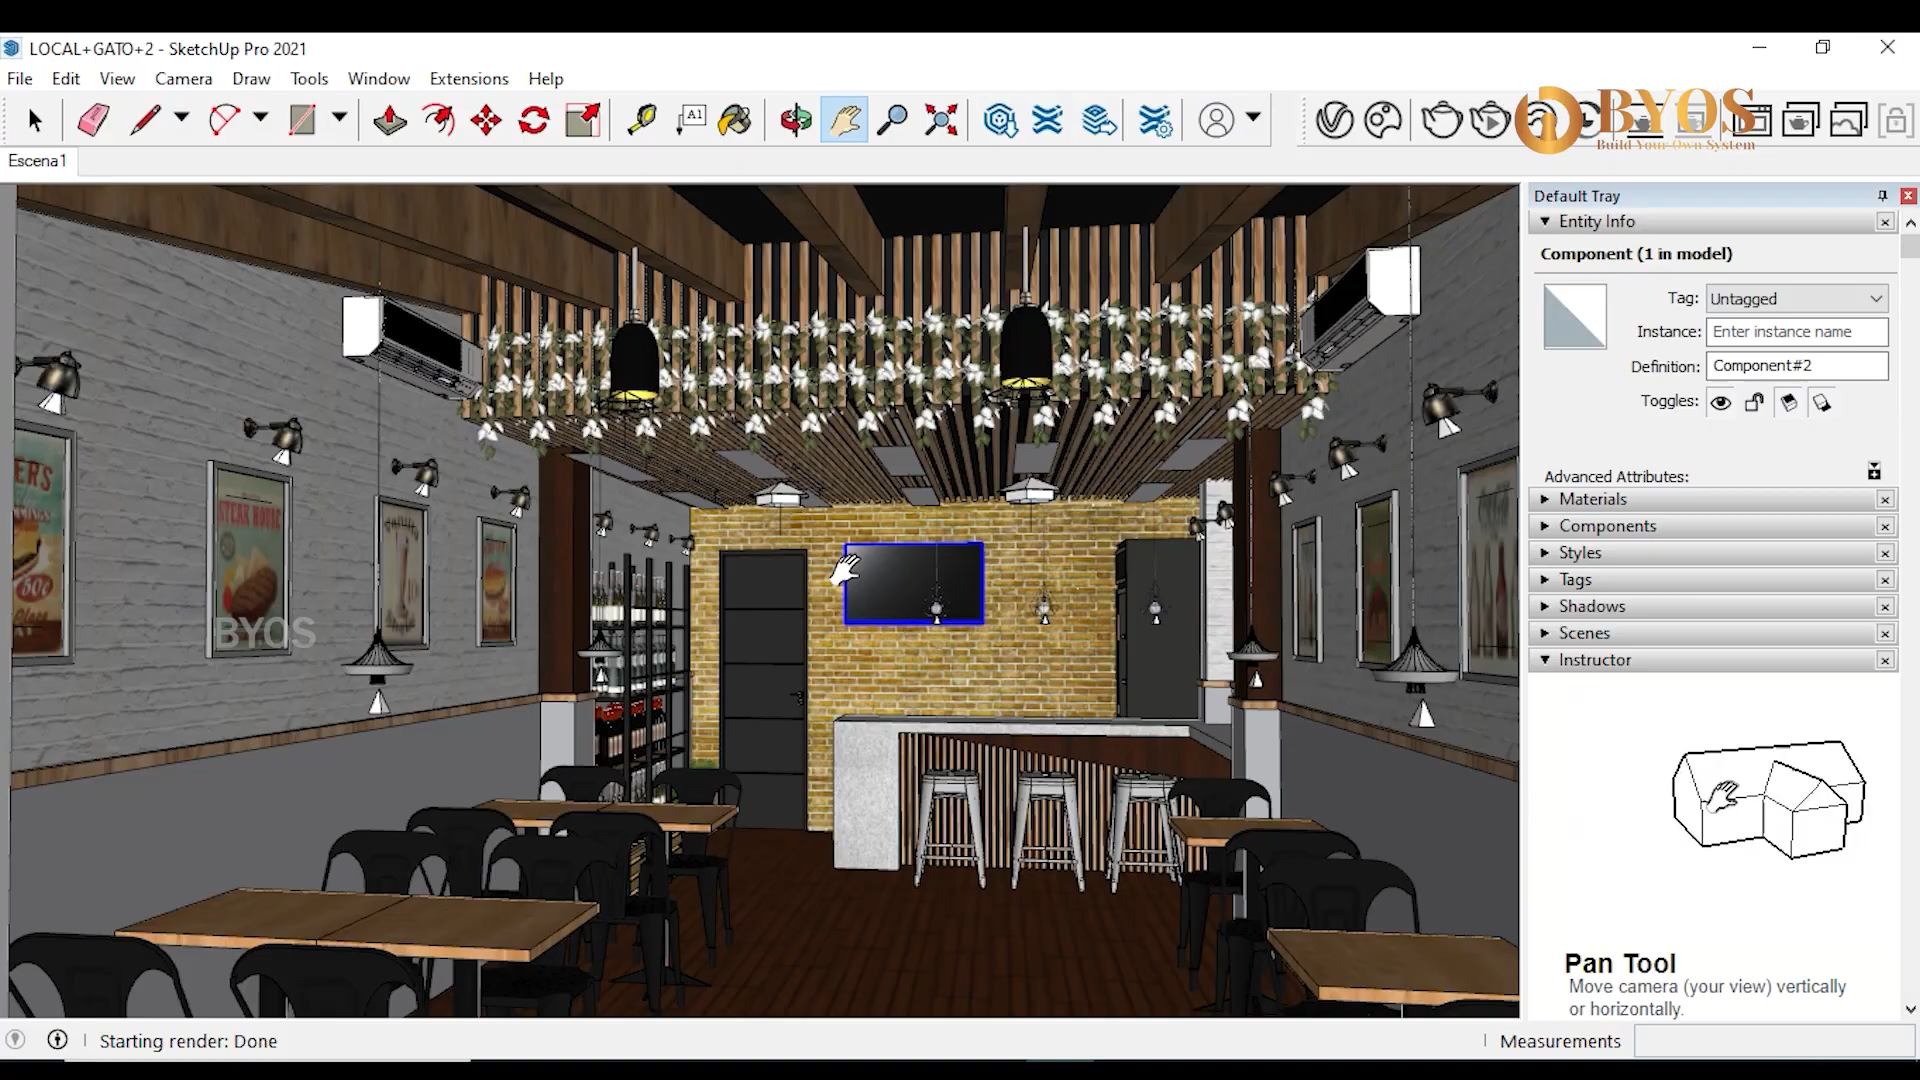 LOCAL+GATO+2 - SketchUp Pro 2021
File Edit View Camera Draw Tools Window Extensions Help
A1
BYOS
Build Your Own System
Escena1
Default Tray
Entity Info
Component (1 in model)
Tag: Untagged
Instance: Enter instance name
Definition: Component#2
Toggles:
Advanced Attributes:
Materials
Components
Styles
Tags
Shadows
Scenes
Instructor
ERS
50¢
STEAK HOUSE
BYOS
Pan Tool
Move camera (your view) vertically
or horizontally.
Starting render: Done
Measurements